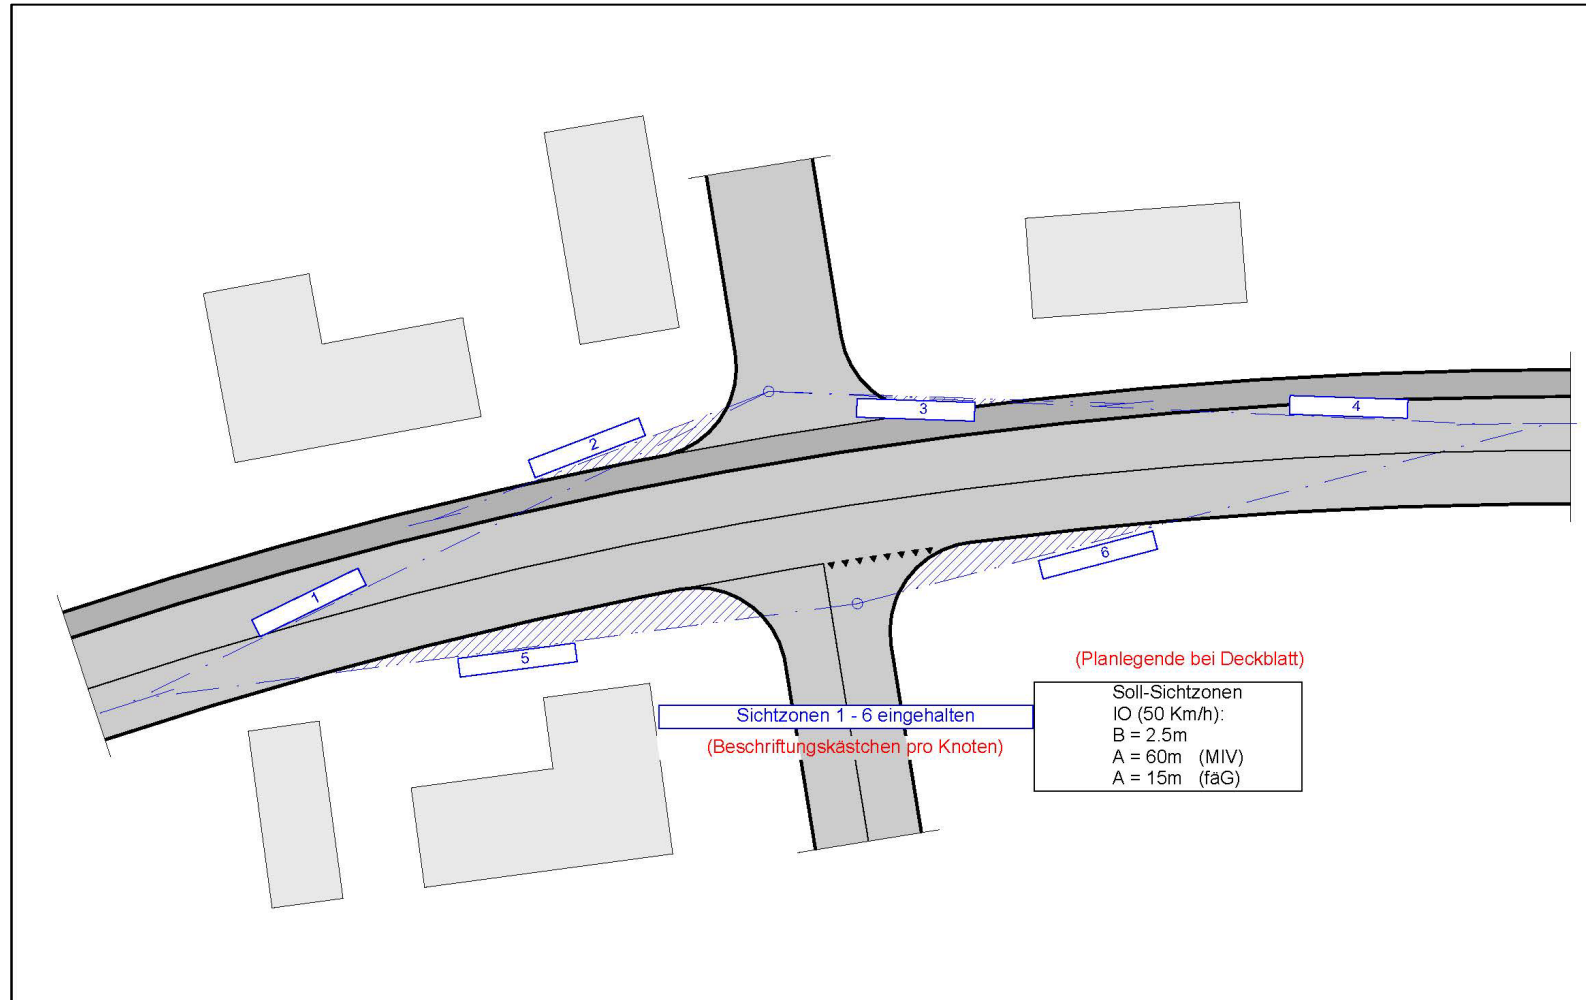 2
3
4
1
6
5
(Planlegende bei Deckblatt)
Sichtzonen 1 - 6 eingehalten
(Beschriftungskästchen pro Knoten)
Soll-Sichtzonen
IO (50 Km/h):
B = 2.5m
A = 60m (MIV)
A = 15m (fäG)